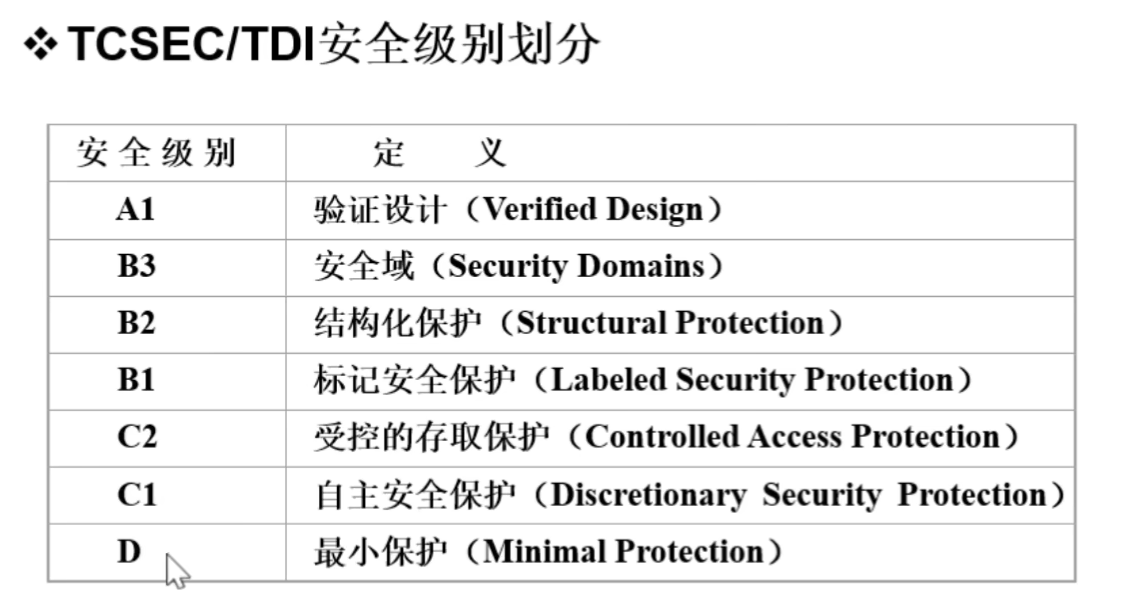 ❖ TCSEC/TDI安全级别划分
安 全 级 别 定 义
A1 验证设计（Verified Design）
B3 安全域（Security Domains）
B2 结构化保护（Structural Protection）
B1 标记安全保护（Labeled Security Protection）
C2 受控的存取保护（Controlled Access Protection）
C1 自主安全保护（Discretionary Security Protection）
D 最小保护（Minimal Protection）